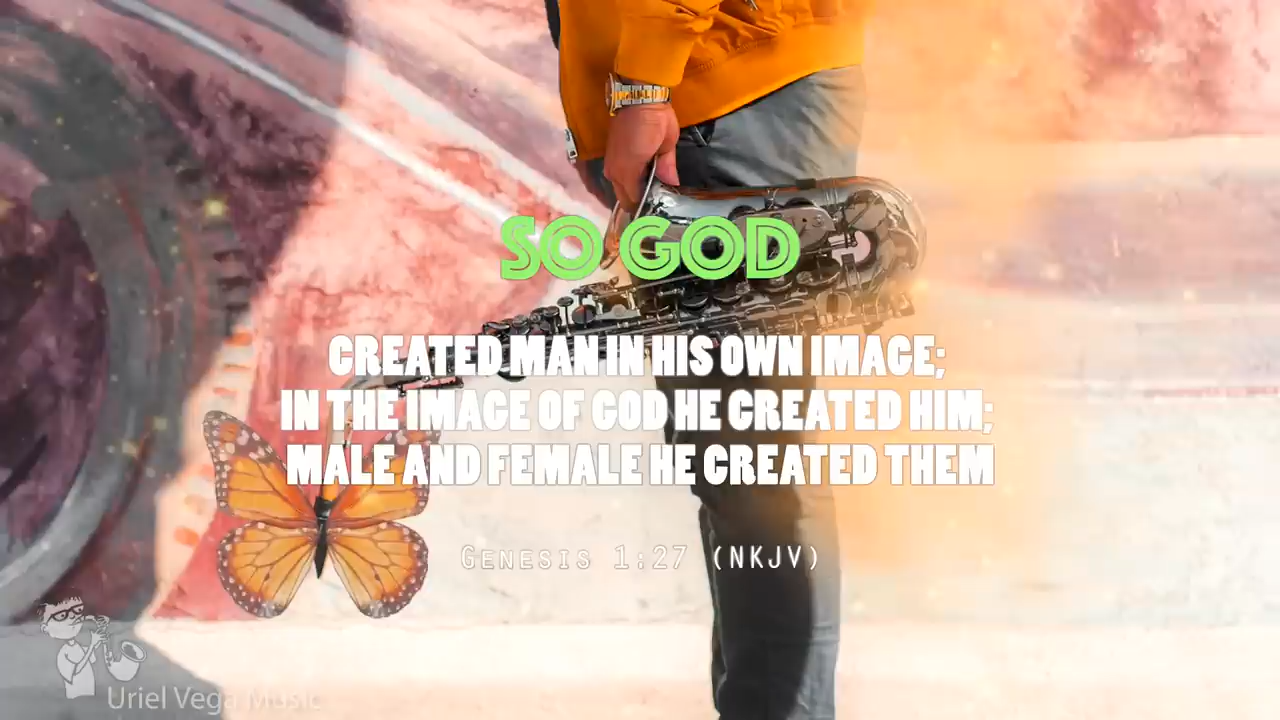 SO GOD
CREATED MAN IN HIS OWN IMAGE;
IN THE IMAGE OF GOD HE CREATED HIM;
MALE AND FEMALE HE CREATED THEM
GENESIS 1:27 (NKJV)
Uriel Vega Music